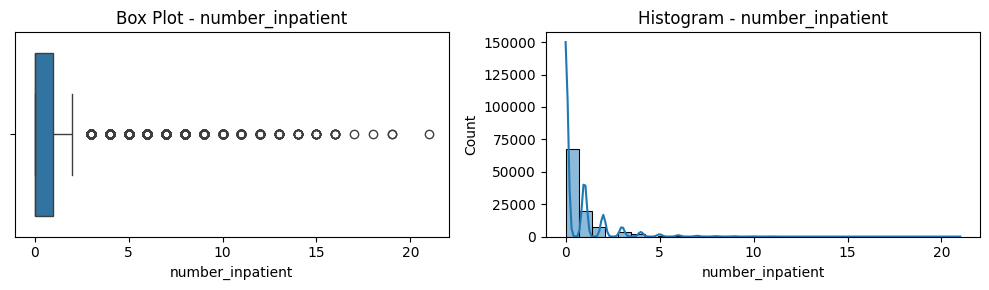 Box Plot - number_inpatient
0 5 10 15 20
number_inpatient
Histogram - number_inpatient
150000
125000
100000
75000
50000
25000
0
Count
0 5 10 15 20
number_inpatient